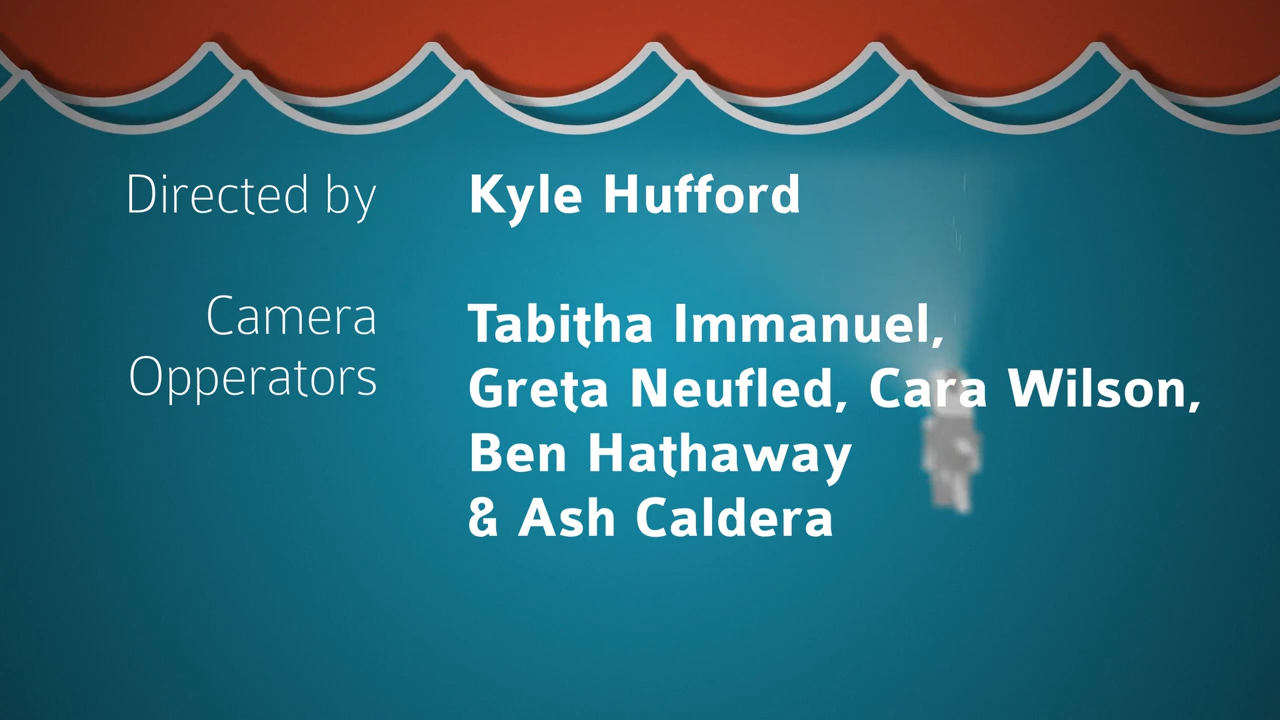 Directed by Kyle Hufford
Camera Tabitha Immanuel,
Opperators Greta Neufled, Cara Wilson,
Ben Hathaway
& Ash Caldera